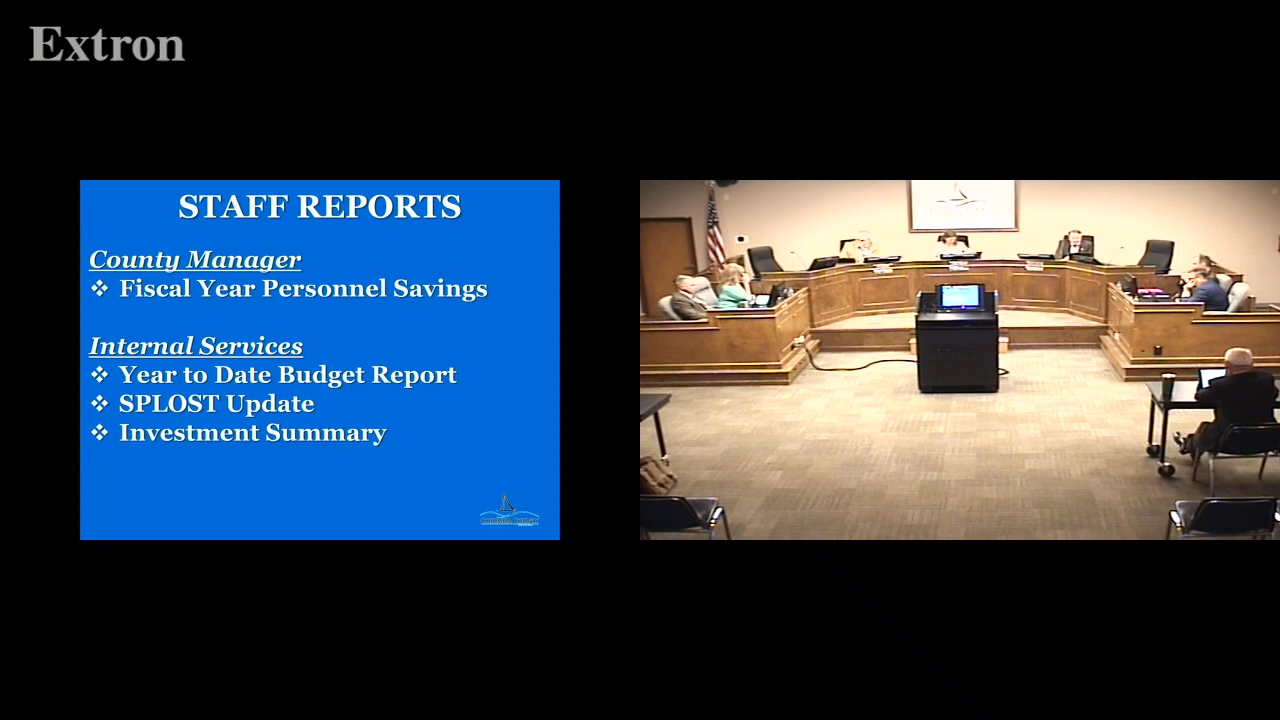 Extron
STAFF REPORTS
County Manager
❖ Fiscal Year Personnel Savings
Internal Services
❖ Year to Date Budget Report
❖ SPLOST Update
❖ Investment Summary